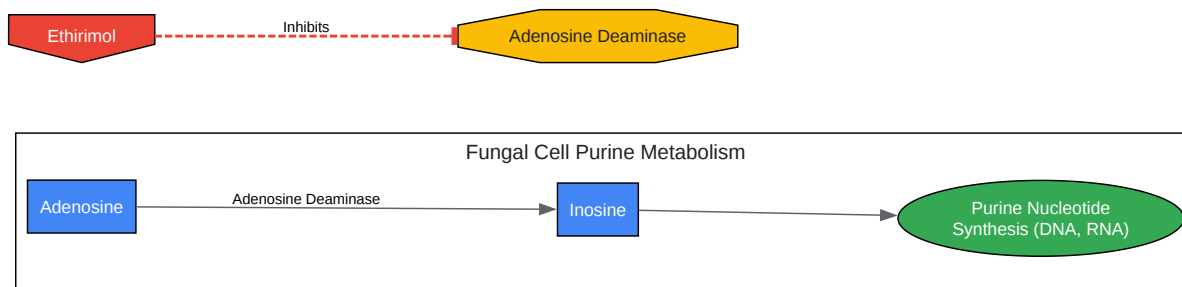 Ethirimol
Inhibits
Adenosine Deaminase
Fungal Cell Purine Metabolism
Adenosine
Adenosine Deaminase
Inosine
Purine Nucleotide
Synthesis (DNA, RNA)